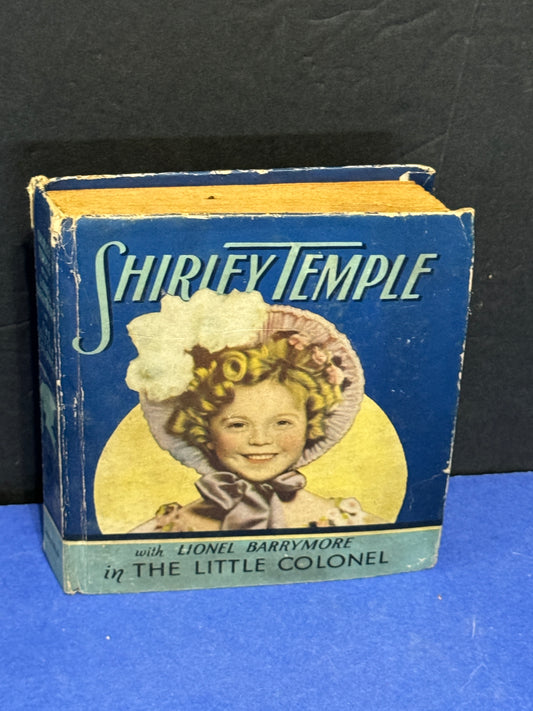 SHIRLEY TEMPLE
with LIONEL BARRYMORE
in THE LITTLE COLONEL